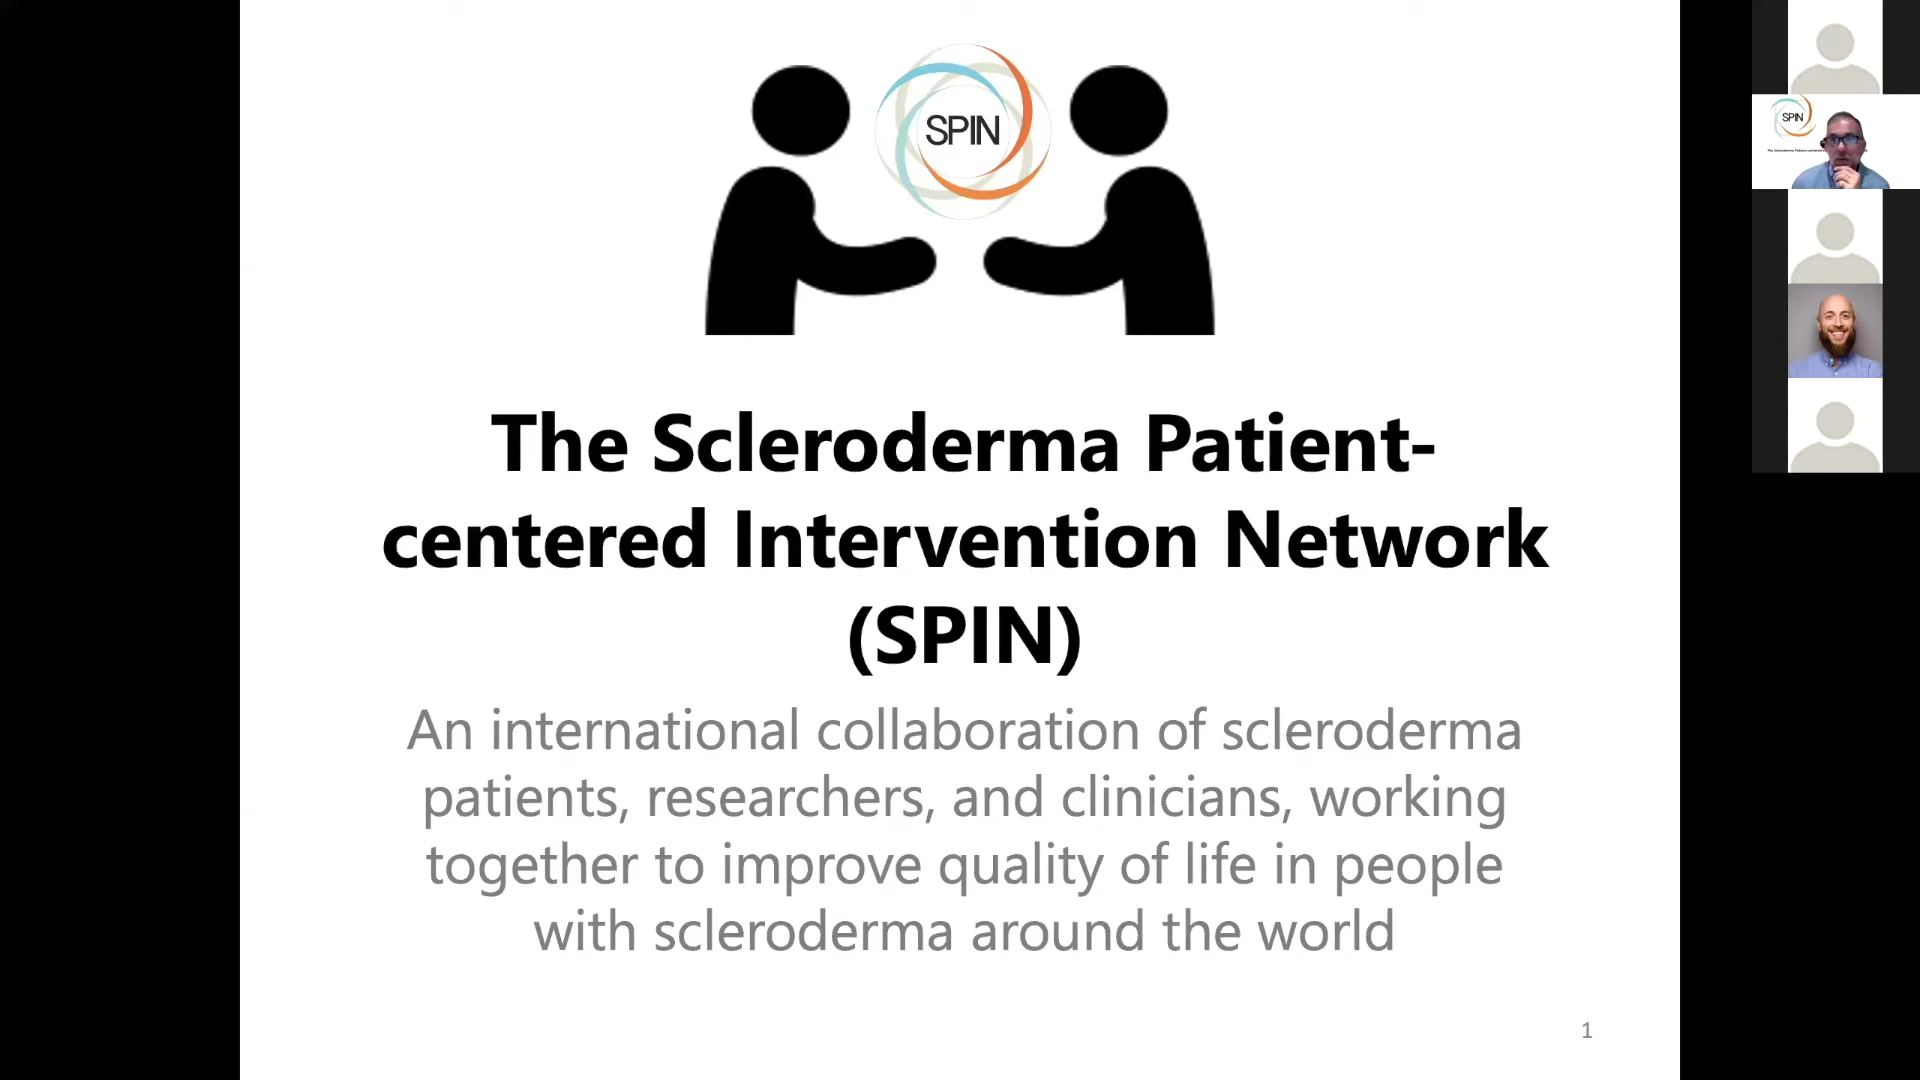 SPIN
The Scleroderma Patient-
centered Intervention Network
(SPIN)
An international collaboration of scleroderma
patients, researchers, and clinicians, working
together to improve quality of life in people
with scleroderma around the world
1
SPIN